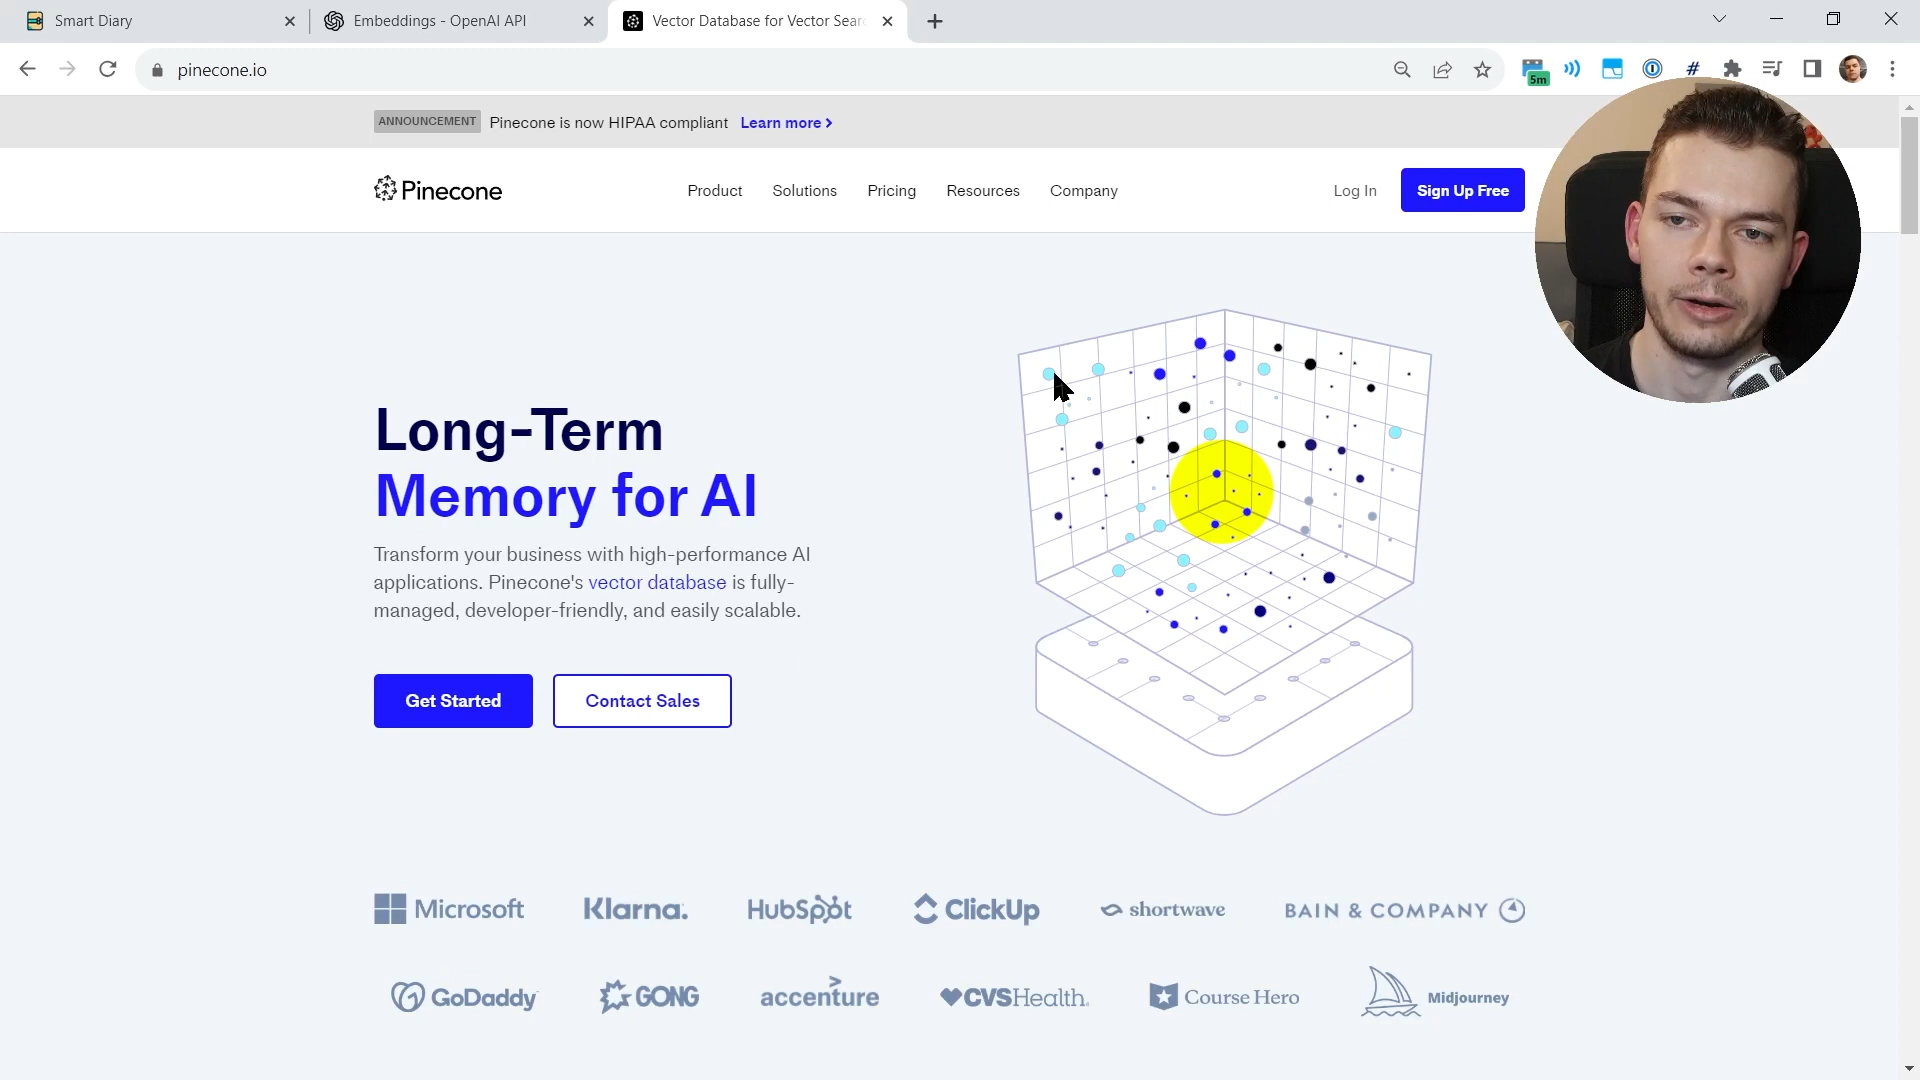 Smart Diary
Embeddings - OpenAI API
Vector Database for Vector Sear
pinecone.io
5m
#
ANNOUNCEMENT Pinecone is now HIPAA compliant Learn more
Pinecone
Product
Solutions
Pricing
Resources
Company
Log In
Sign Up Free
Long-Term
Memory for AI
Transform your business with high-performance AI
applications. Pinecone's vector database is fully-
managed, developer-friendly, and easily scalable.
Get Started
Contact Sales
Microsoft
Klarna.
HubSpot
ClickUp
shortwave
BAIN & COMPANY
GoDaddy
GONG
accenture
CVSHealth.
Course Hero
Midjourney